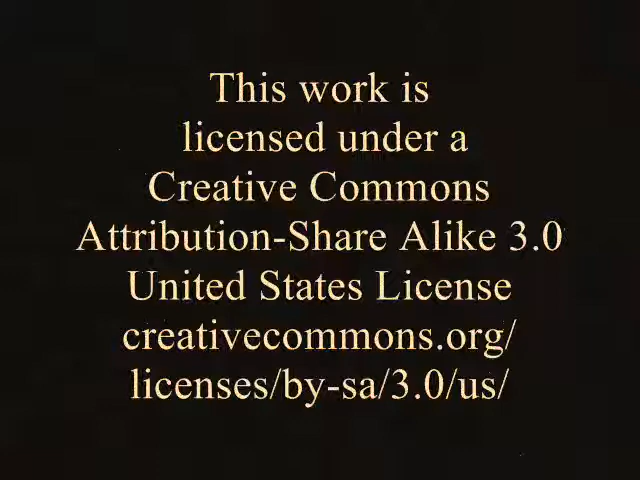 This work is
licensed under a
Creative Commons
Attribution-Share Alike 3.0
United States License
creativecommons.org/
licenses/by-sa/3.0/us/